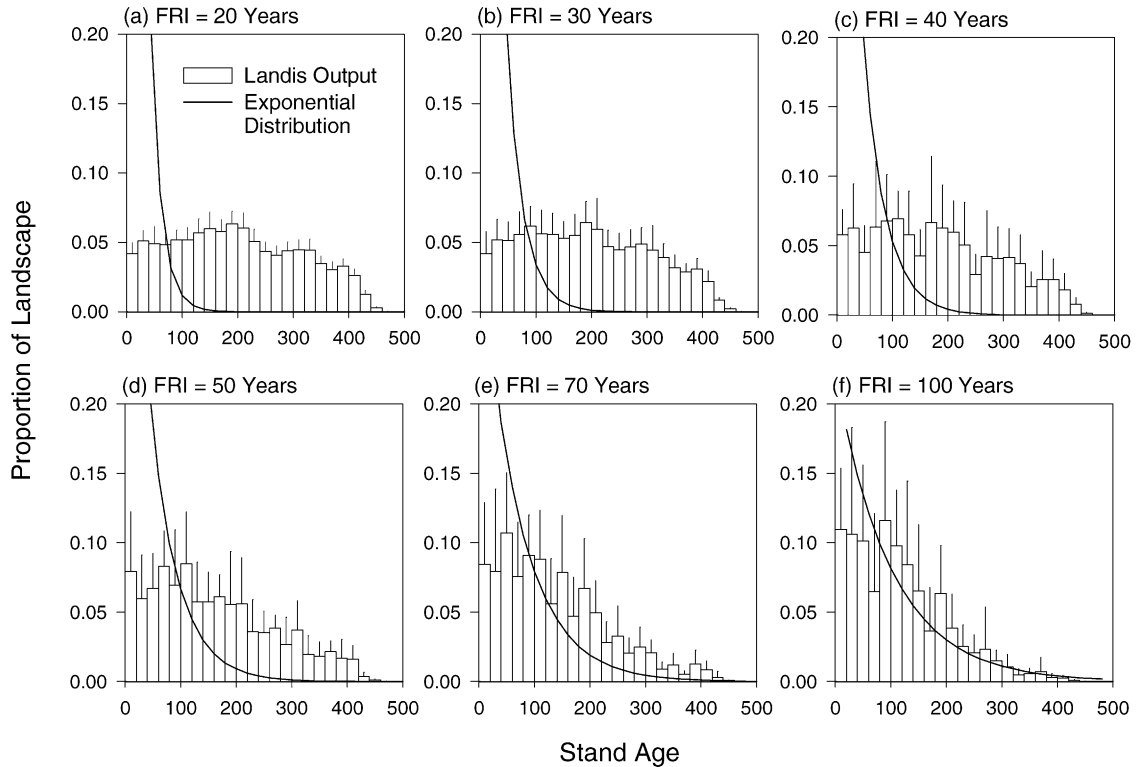 (a) FRI = 20 Years
(b) FRI = 30 Years
(c) FRI = 40 Years
0.20
0.15
0.10
0.05
0.00
Landis Output
Exponential
Distribution
0 100 200 300 400 500
0.20
0.15
0.10
0.05
0.00
0 100 200 300 400 500
0.20
0.15
0.10
0.05
0.00
0 100 200 300 400 500
Proportion of Landscape
(d) FRI = 50 Years
(e) FRI = 70 Years
(f) FRI = 100 Years
0.20
0.15
0.10
0.05
0.00
0 100 200 300 400 500
0.20
0.15
0.10
0.05
0.00
0 100 200 300 400 500
0.20
0.15
0.10
0.05
0.00
0 100 200 300 400 500
Stand Age